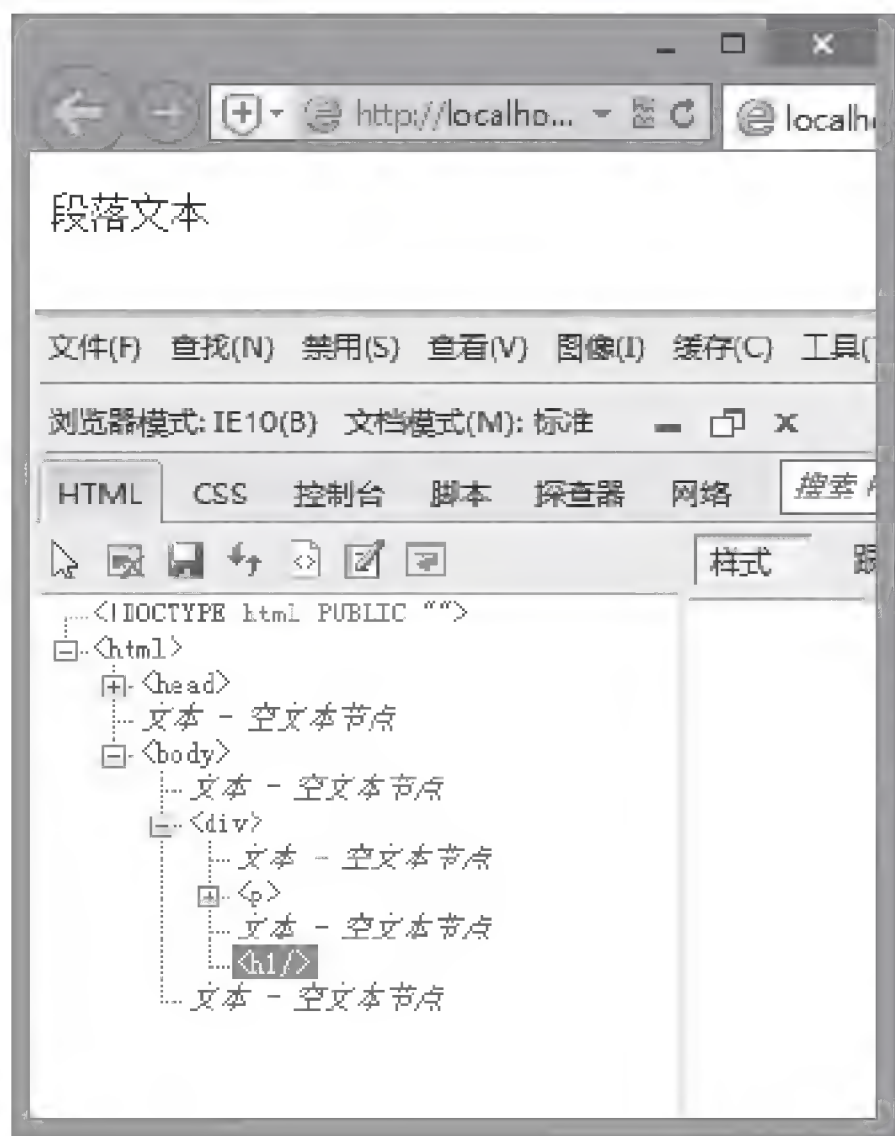 http://localho...
localh
段落文本
文件(F) 查找(N) 禁用(S) 查看(V) 图像(I) 缓存(C) 工具(
浏览器模式: IE10(B) 文档模式(M): 标准
HTML CSS 控制台 脚本 探查器 网络 搜索
样式 跟
<!DOCTYPE html PUBLIC "">
<html>
<head>
文本 - 空文本节点
<body>
文本 - 空文本节点
<div>
文本 - 空文本节点
<p>
文本 - 空文本节点
<h1/>
文本 - 空文本节点